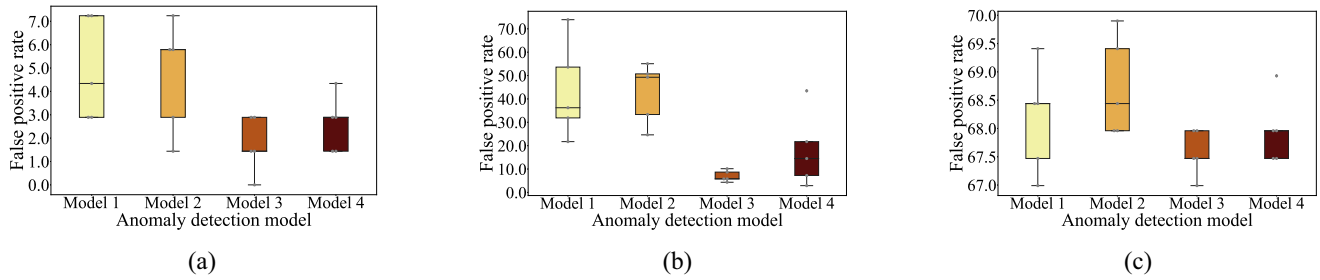 False positive rate
7.0
6.0
5.0
4.0
3.0
2.0
1.0
0.0
Model 1 Model 2 Model 3 Model 4
Anomaly detection model
(a)
False positive rate
70.0
60.0
50.0
40.0
30.0
20.0
10.0
0.0
Model 1 Model 2 Model 3 Model 4
Anomaly detection model
(b)
False positive rate
70.0
69.5
69.0
68.5
68.0
67.5
67.0
Model 1 Model 2 Model 3 Model 4
Anomaly detection model
(c)